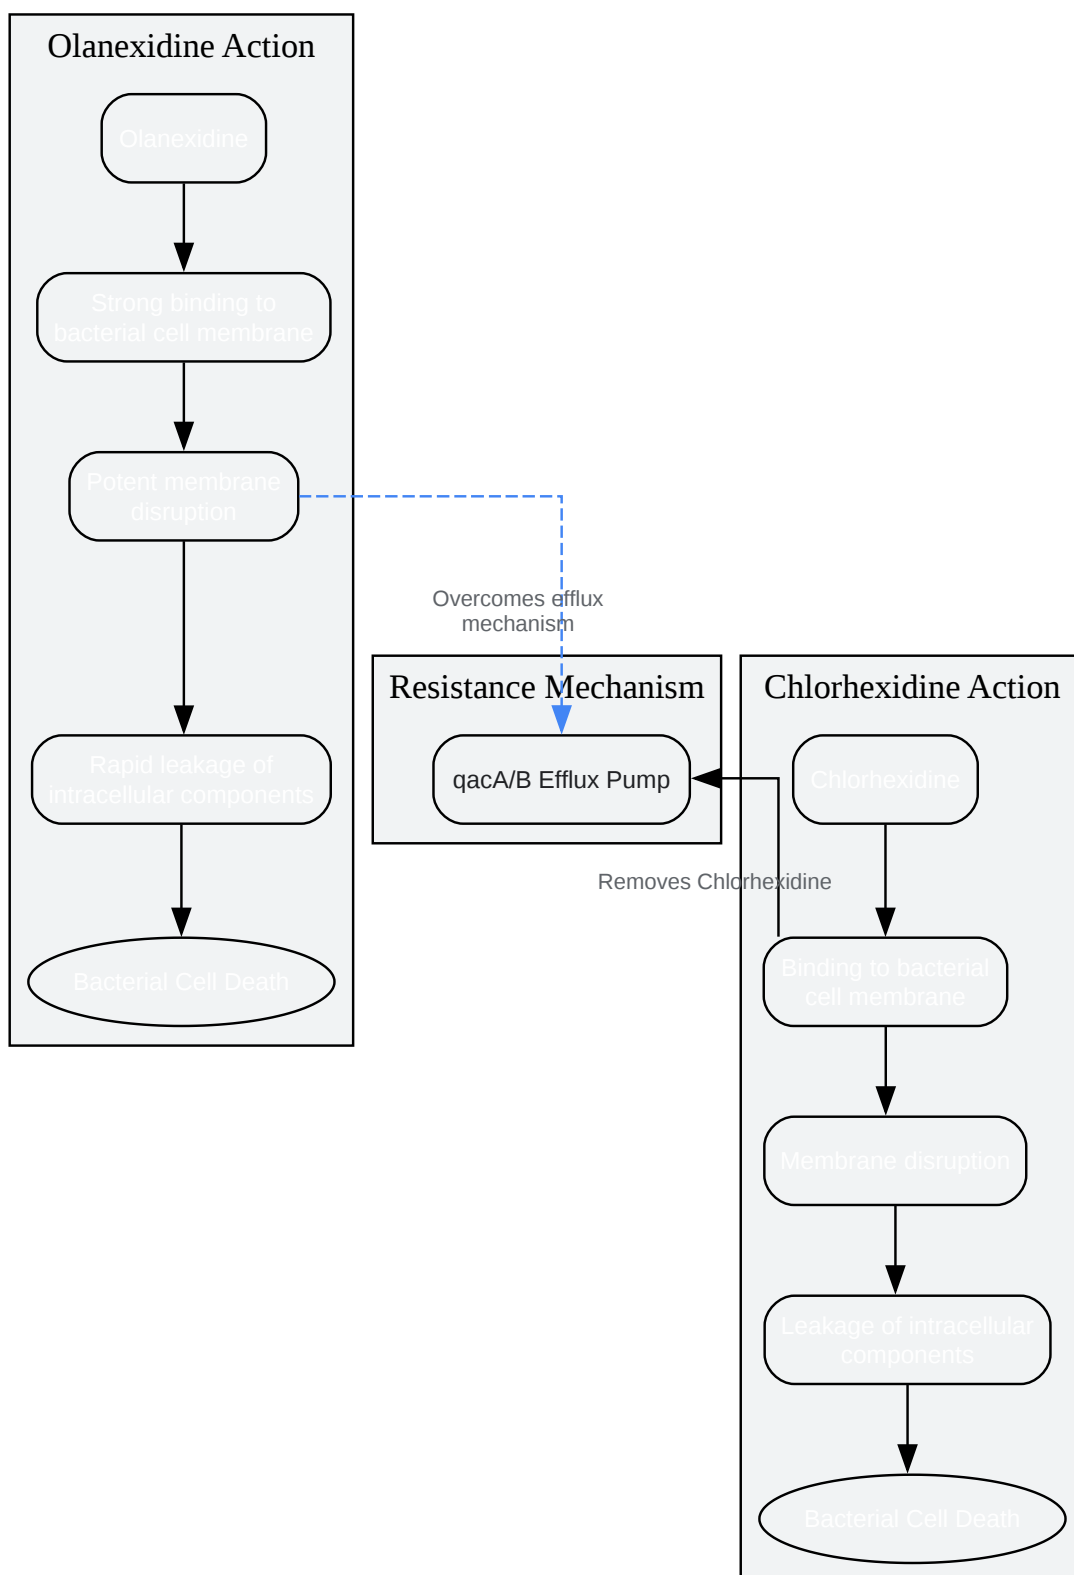 Olanexidine Action
Olanexidine
Strong binding to
bacterial cell membrane
Potent membrane
disruption
Rapid leakage of
intracellular components
Bacterial Cell Death
Overcomes efflux
mechanism
Resistance Mechanism
qacA/B Efflux Pump
Removes Chlorhexidine
Chlorhexidine Action
Chlorhexidine
Binding to bacterial
cell membrane
Membrane disruption
Leakage of intracellular
components
Bacterial Cell Death